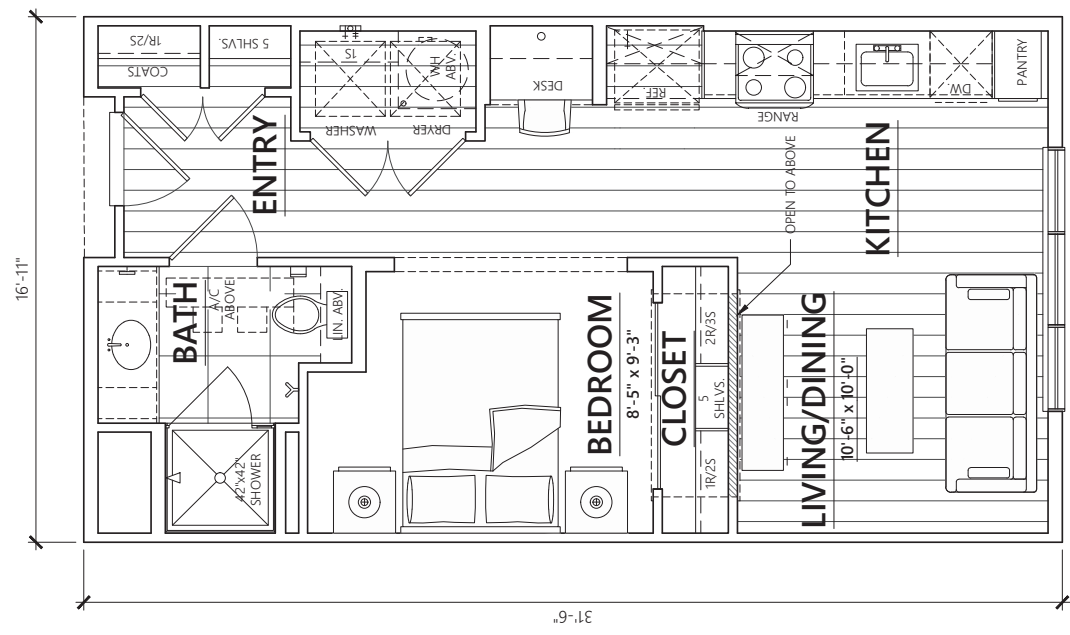 16'-11"
31'-6"
1R/2S
COATS
5 SHLVS.
ENTRY
1S
WASHER
WH
ABV.
DRYER
DESK
REF.
RANGE
DW.
PANTRY
KITCHEN
OPEN TO ABOVE
BATH
A/C
ABOVE
LIN. ABV.
42"x42"
SHOWER
BEDROOM
8'-5" x 9'-3"
CLOSET
2R/3S
5
SHLVS.
1R/2S
LIVING/DINING
10'-6" x 10'-0"